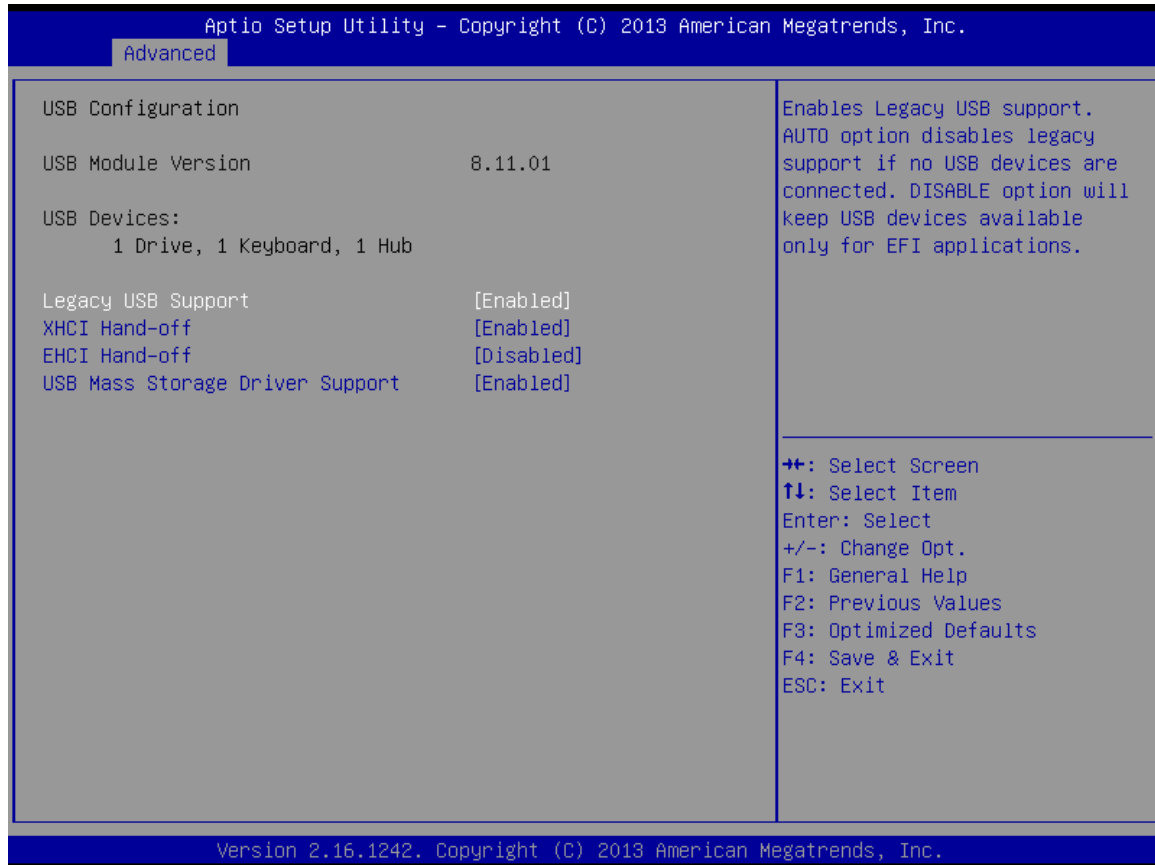 Aptio Setup Utility – Copyright (C) 2013 American Megatrends, Inc.
Advanced
USB Configuration
USB Module Version 8.11.01
USB Devices:
1 Drive, 1 Keyboard, 1 Hub
Legacy USB Support [Enabled]
XHCI Hand-off [Enabled]
EHCI Hand-off [Disabled]
USB Mass Storage Driver Support [Enabled]
Enables Legacy USB support.
AUTO option disables legacy
support if no USB devices are
connected. DISABLE option will
keep USB devices available
only for EFI applications.
→←: Select Screen
↑↓: Select Item
Enter: Select
+/-: Change Opt.
F1: General Help
F2: Previous Values
F3: Optimized Defaults
F4: Save & Exit
ESC: Exit
Version 2.16.1242. Copyright (C) 2013 American Megatrends, Inc.